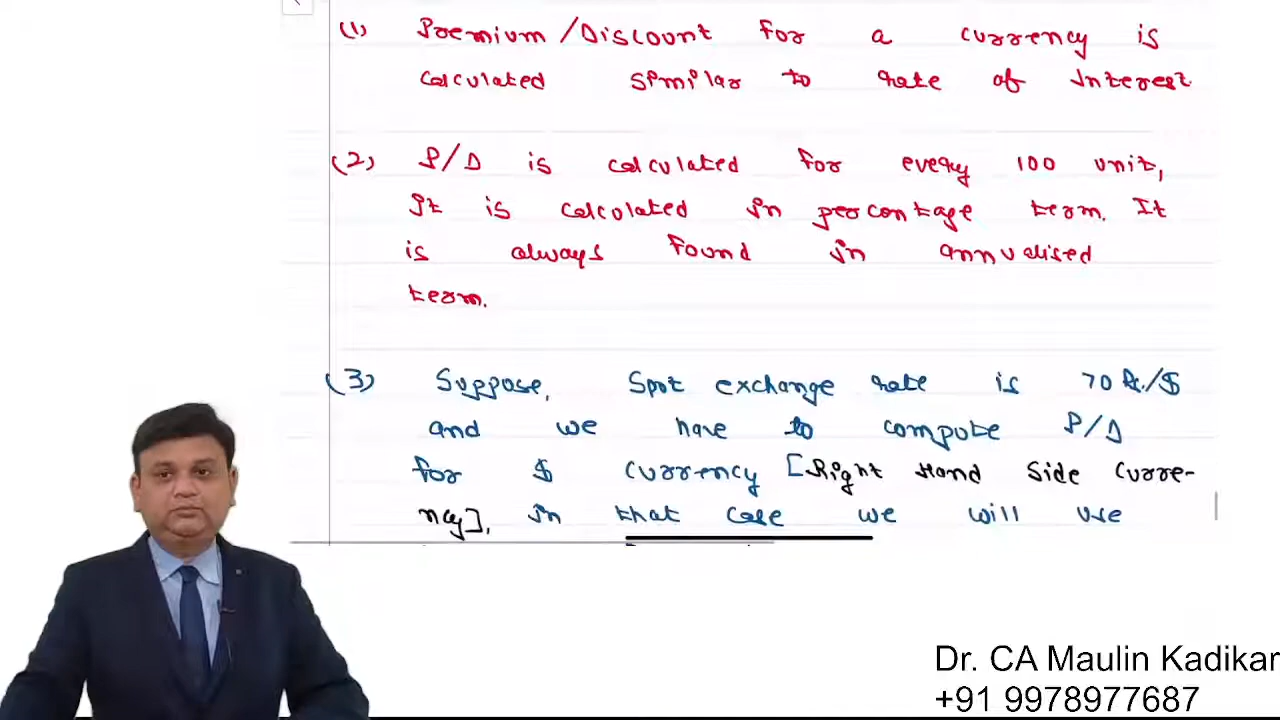 (1) Premium/Discount for a currency is
calculated similar to rate of Interest.
(2) P/D is calculated for every 100 unit,
It is calculated in percentage term. It
is always found in annualised
term.
(3) Suppose, Spot exchange rate is 70 Rs./$
and we have to compute P/D
for $ currency [Right Hand Side Curre-
ncy], in that case we will use
Dr. CA Maulin Kadikar
+91 9978977687